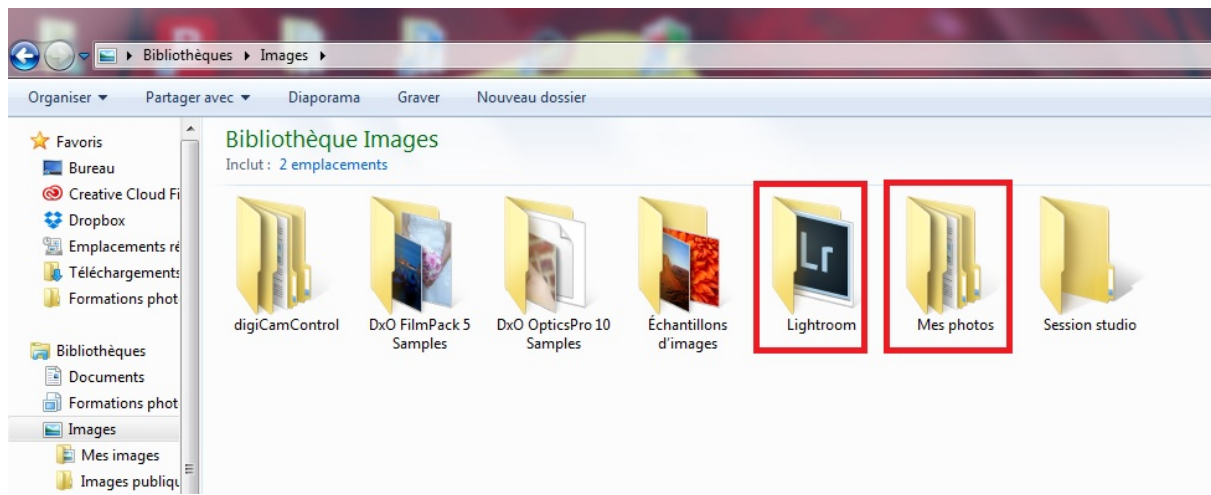 Bibliothèques Images
Organiser Partager avec Diaporama Graver Nouveau dossier
Favoris
Bureau
Creative Cloud Fi
Dropbox
Emplacements ré
Téléchargements
Formations phot
Bibliothèques
Documents
Formations phot
Images
Mes images
Images publiqu
Bibliothèque Images
Inclut : 2 emplacements
digiCamControl
DxO FilmPack 5
Samples
DxO OpticsPro 10
Samples
Échantillons
d'images
Lr
Lightroom
Mes photos
Session studio